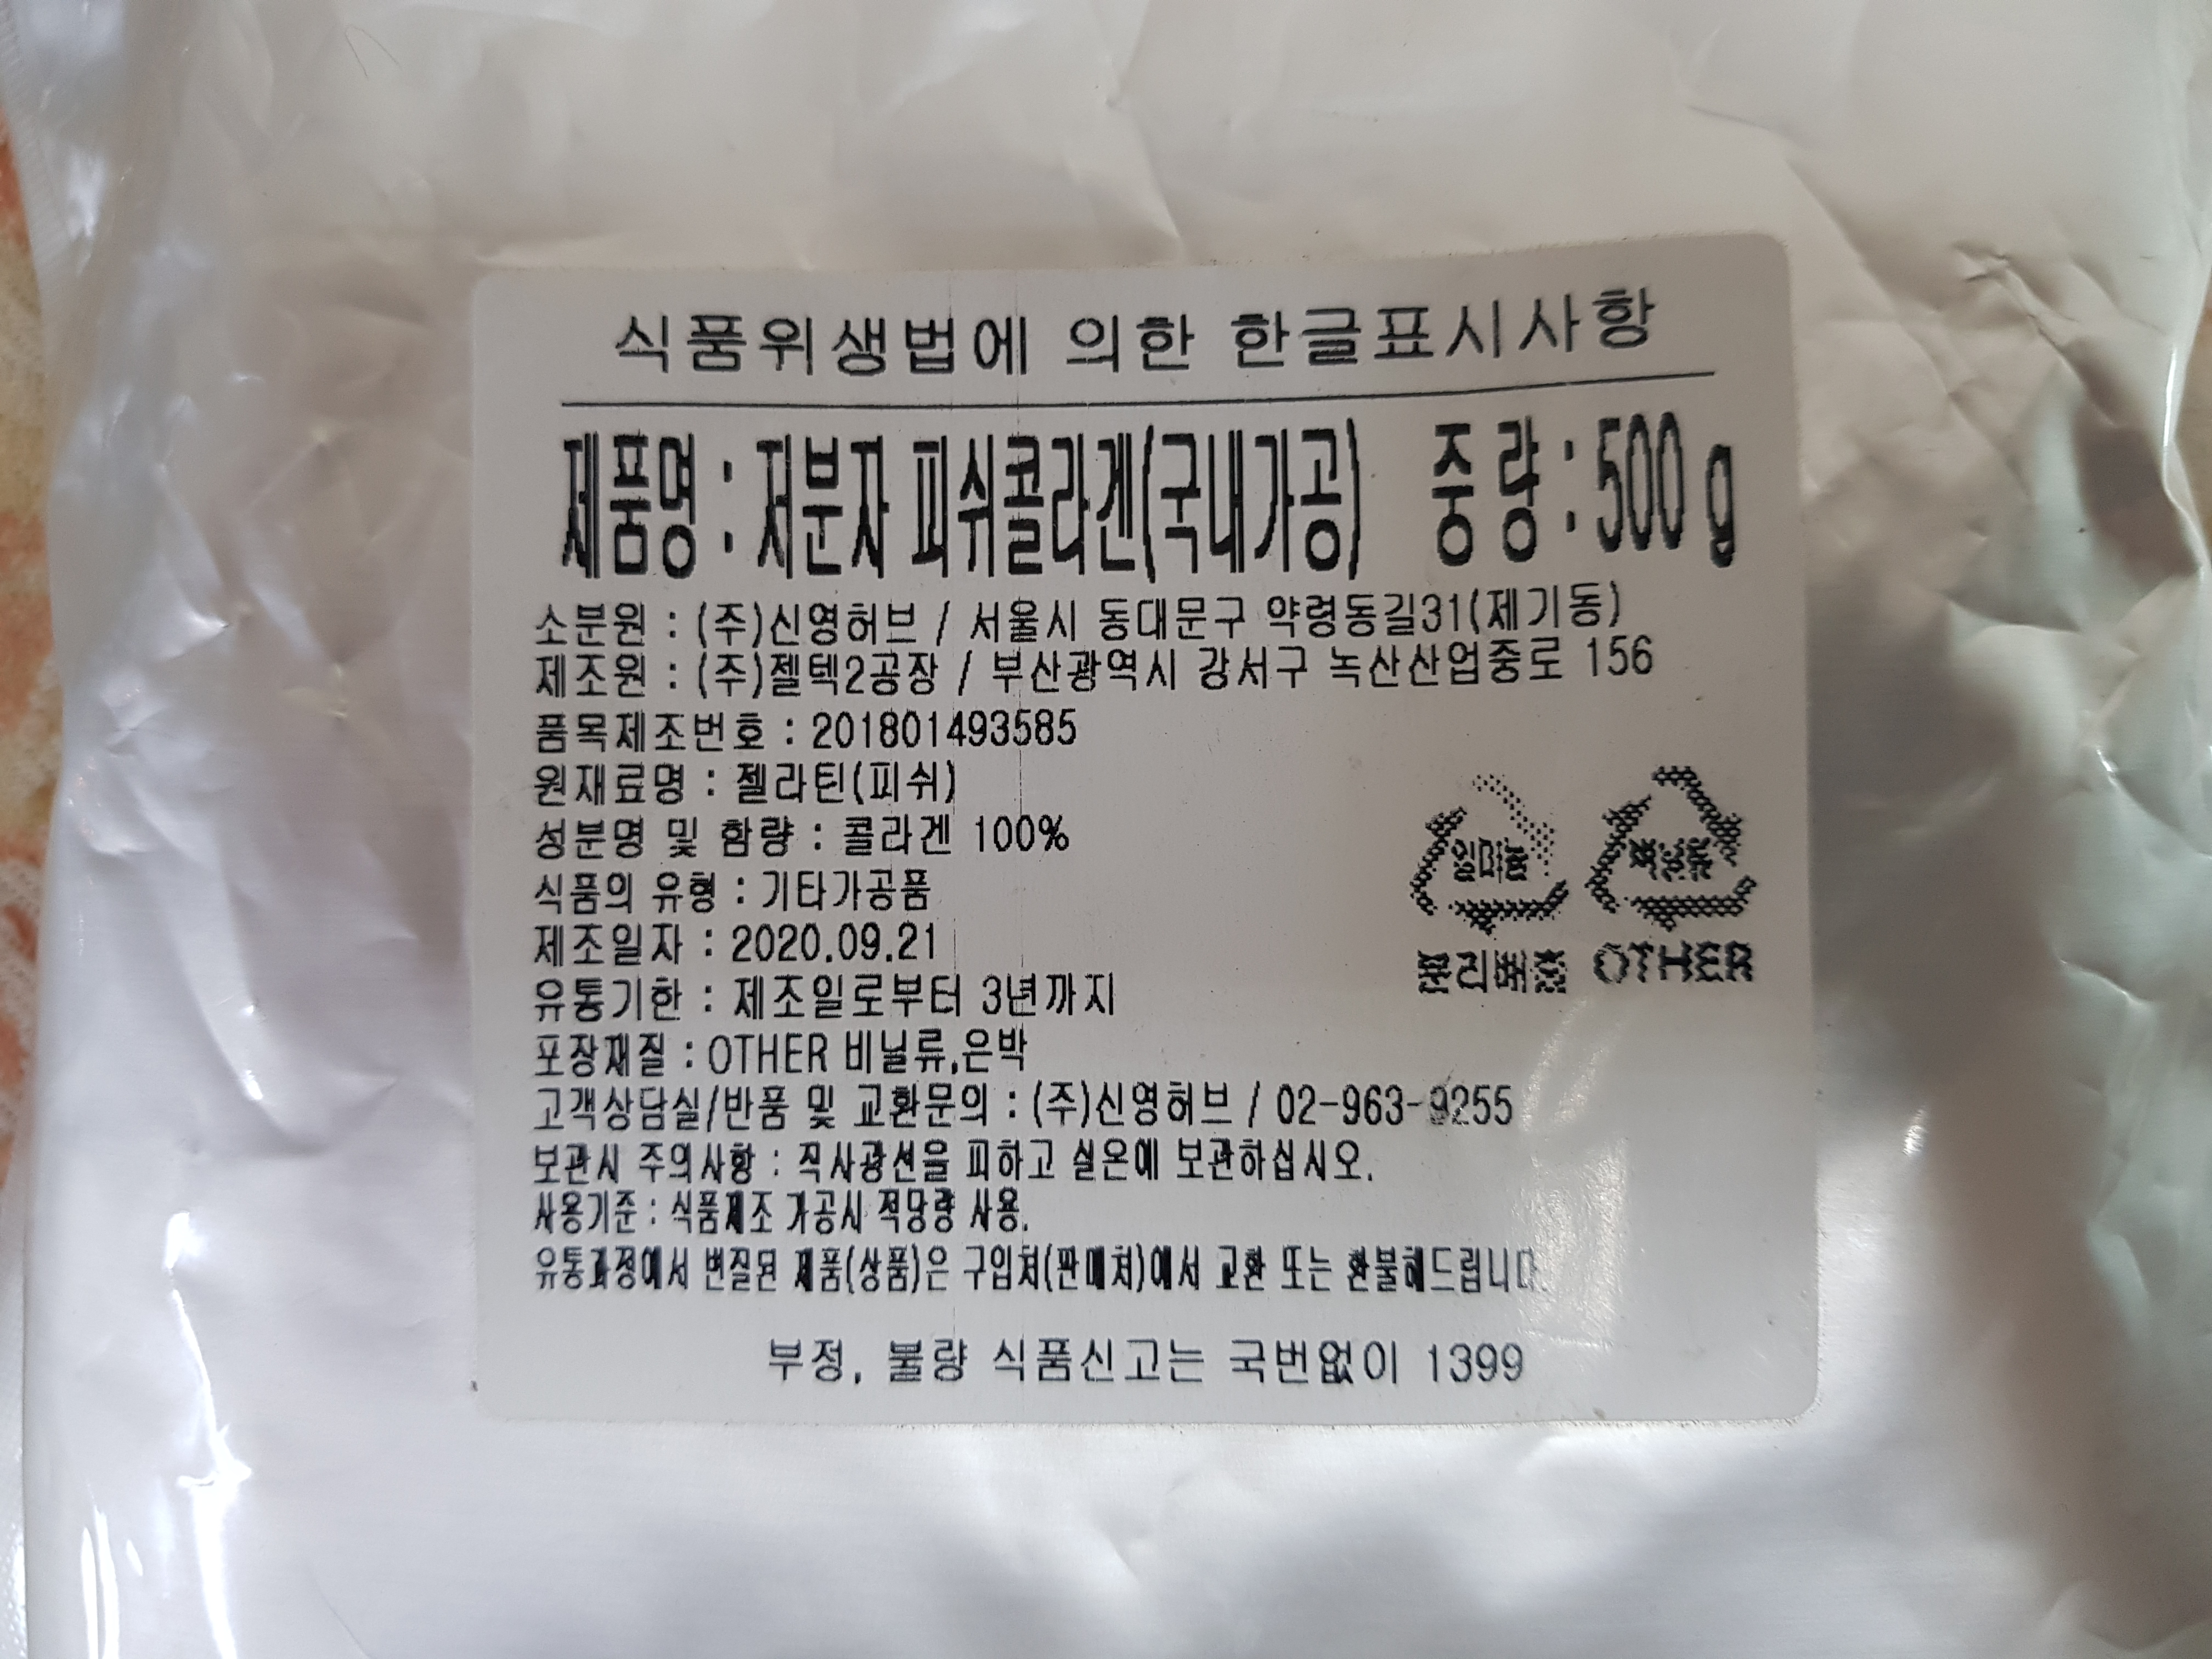 식품위생법에 의한 한글표시사항
제품명 : 저분자 피쉬콜라겐(국내가공) 중량 : 500 g
소분원 : (주)신영허브 / 서울시 동대문구 약령동길31(제기동)
제조원 : (주)젤텍2공장 / 부산광역시 강서구 녹산산업중로 156
품목제조번호 : 201801493585
원재료명 : 젤라틴(피쉬)
성분명 및 함량 : 콜라겐 100%
식품의 유형 : 기타가공품
제조일자 : 2020.09.21
유통기한 : 제조일로부터 3년까지
포장재질 : OTHER 비닐류,은박
분리배출 OTHER
고객상담실/반품 및 교환문의 : (주)신영허브 / 02-963-9255
보관시 주의사항 : 직사광선을 피하고 실온에 보관하십시오.
사용기준 : 식품제조 가공시 적당량 사용.
유통과정에서 변질된 제품(상품)은 구입처(판매처)에서 교환 또는 환불해드립니다.
부정, 불량 식품신고는 국번없이 1399